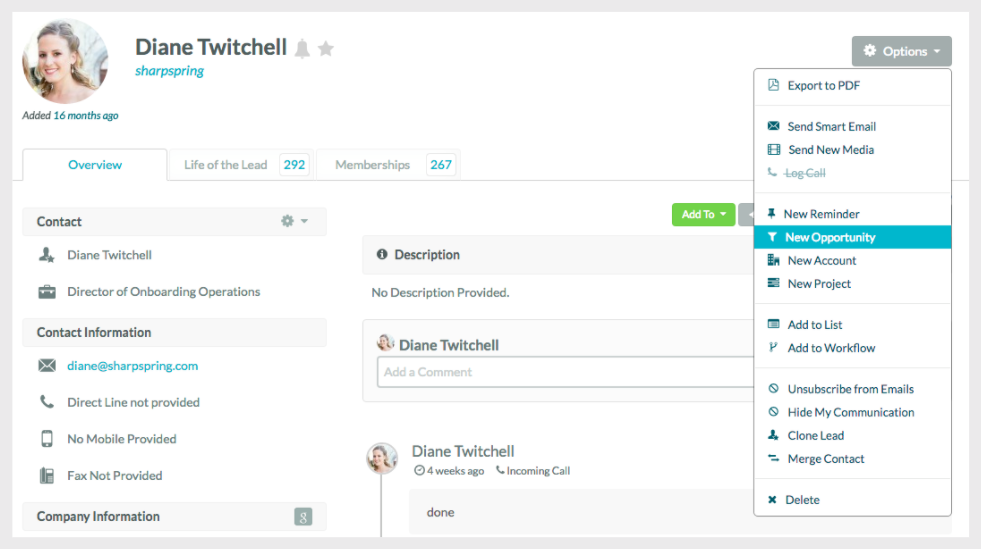 Diane Twitchell
sharpspring
Added 16 months ago
Options
Export to PDF
Send Smart Email
Send New Media
Log Call
New Reminder
New Opportunity
New Account
New Project
Add to List
Add to Workflow
Unsubscribe from Emails
Hide My Communication
Clone Lead
Merge Contact
Delete
Overview
Life of the Lead 292
Memberships 267
Contact
Diane Twitchell
Director of Onboarding Operations
Contact Information
diane@sharpspring.com
Direct Line not provided
No Mobile Provided
Fax Not Provided
Company Information
g
Add To
Description
No Description Provided.
Diane Twitchell
Add a Comment
Diane Twitchell
4 weeks ago Incoming Call
done